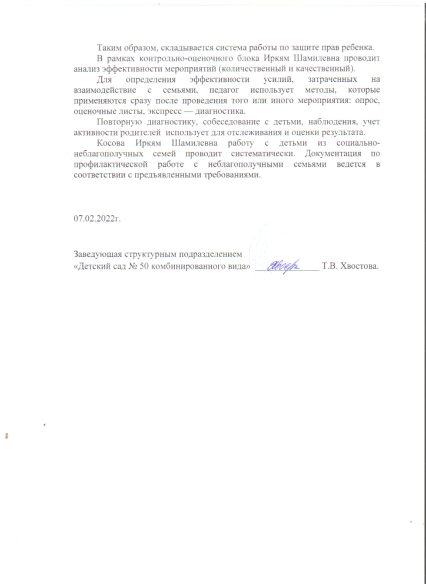 Таким образом, складывается система работы по защите прав ребенка.
В рамках контрольно-оценочного блока Иркям Шамилевна проводит
анализ эффективности мероприятий (количественный и качественный).
Для определения эффективности усилий, затраченных на
взаимодействие с семьями, педагог использует методы, которые
применяются сразу после проведения того или иного мероприятия: опрос,
оценочные листы, экспресс — диагностика.
Повторную диагностику, собеседование с детьми, наблюдения, учет
активности родителей использует для отслеживания и оценки результата.
Косова Иркям Шамилевна работу с детьми из социально-
неблагополучных семей проводит систематически. Документация по
профилактической работе с неблагополучными семьями ведется в
соответствии с предъявленными требованиями.
07.02.2022г.
Заведующая структурным подразделением
«Детский сад № 50 комбинированного вида» Т.В. Хвостова.